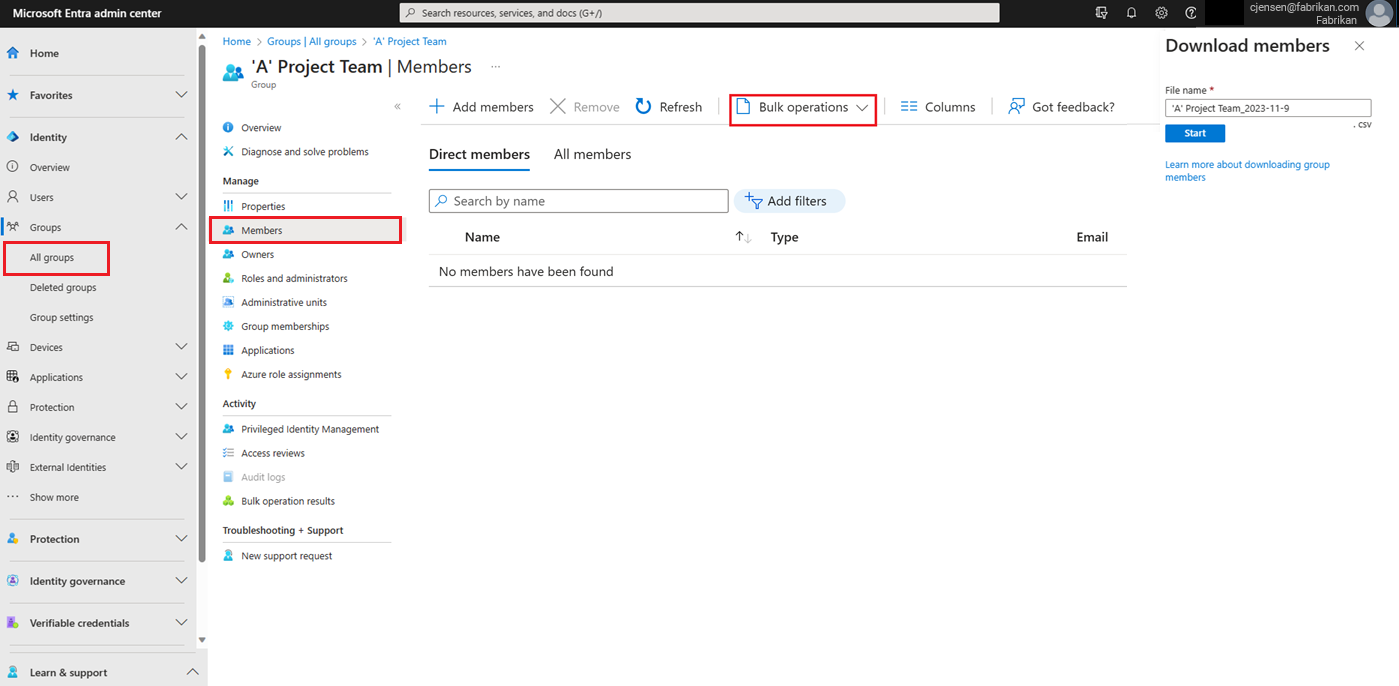 Microsoft Entra admin center
Search resources, services, and docs (G+/)
cjensen@fabrikan.com
Fabrikan
Home
Favorites
Identity
Overview
Users
Groups
All groups
Deleted groups
Group settings
Devices
Applications
Protection
Identity governance
External Identities
Show more
Protection
Identity governance
Verifiable credentials
Learn & support
Home > Groups | All groups > 'A' Project Team
'A' Project Team | Members ...
Group
Overview
Diagnose and solve problems
Manage
Properties
Members
Owners
Roles and administrators
Administrative units
Group memberships
Applications
Azure role assignments
Activity
Privileged Identity Management
Access reviews
Audit logs
Bulk operation results
Troubleshooting + Support
New support request
Add members Remove Refresh Bulk operations Columns Got feedback?
Direct members All members
Search by name Add filters
Name Type Email
No members have been found
Download members
File name *
'A' Project Team_2023-11-9
. csv
Start
Learn more about downloading group
members